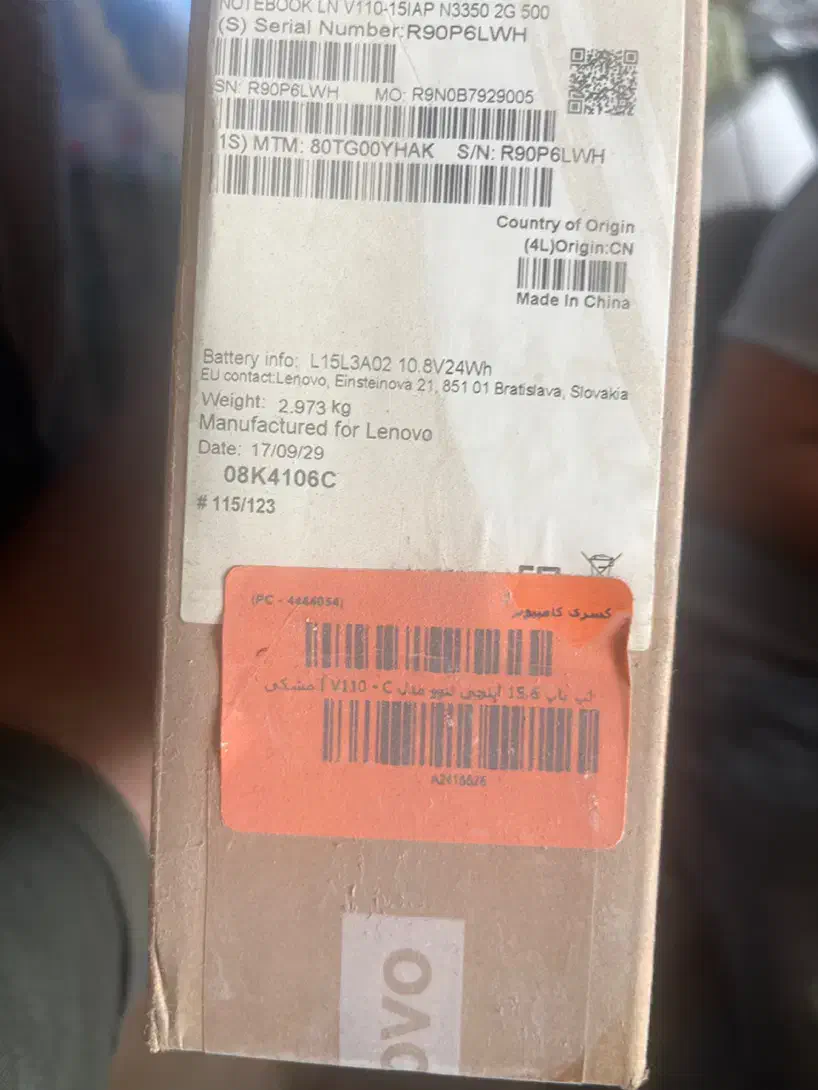 NOTEBOOK LN V110-15IAP N3350 2G 500
(S) Serial Number:R90P6LWH
SN: R90P6LWH MO: R9N0B7929005
1S) MTM: 80TG00YHAK S/N: R90P6LWH
Country of Origin
(4L)Origin:CN
Made In China
Battery info: L15L3A02 10.8V24Wh
EU contact:Lenovo, Einsteinova 21, 851 01 Bratislava, Slovakia
Weight: 2.973 kg
Manufactured for Lenovo
Date: 17/09/29
08K4106C
# 115/123
(PC - 4444054)
کسری کامپیوتر
لپ تاپ 15.6 اینچی لنوو مدل V110 - C | مشکی
ovo